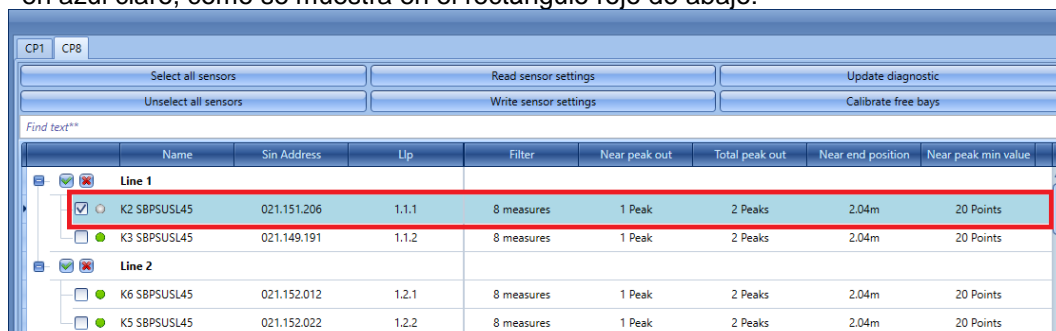 en azul claro, como se muestra en el rectángulo rojo de abajo.
CP1 CP8
Select all sensors Read sensor settings Update diagnostic
Unselect all sensors Write sensor settings Calibrate free bays
Find text**
Name Sin Address Llp Filter Near peak out Total peak out Near end position Near peak min value
Line 1
K2 SBPSUSL45 021.151.206 1.1.1 8 measures 1 Peak 2 Peaks 2.04m 20 Points
K3 SBPSUSL45 021.149.191 1.1.2 8 measures 1 Peak 2 Peaks 2.04m 20 Points
Line 2
K6 SBPSUSL45 021.152.012 1.2.1 8 measures 1 Peak 2 Peaks 2.04m 20 Points
K5 SBPSUSL45 021.152.022 1.2.2 8 measures 1 Peak 2 Peaks 2.04m 20 Points